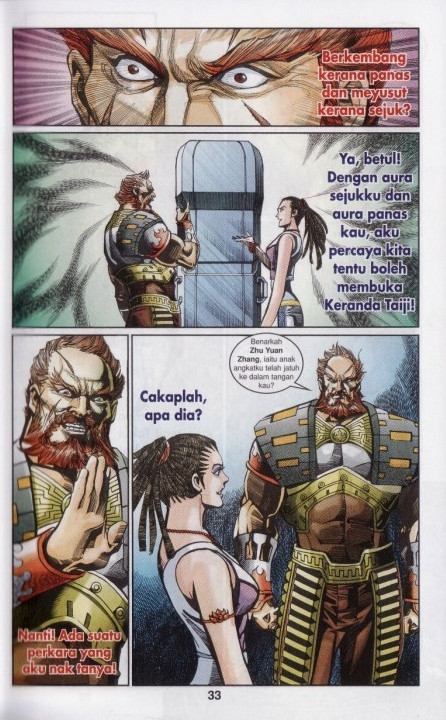 Berkembang
kerana panas
dan meyusut
kerana sejuk?
Ya, betul!
Dengan aura
sejukku dan
aura panas
kau, aku
percaya kita
tentu boleh
membuka
Keranda Taiji!
Nanti! Ada suatu
perkara yang
aku nak tanya!
Cakaplah,
apa dia?
Benarkah
Zhu Yuan
Zhang, iaitu anak
angkatku telah jatuh
ke dalam tangan
kau?
33